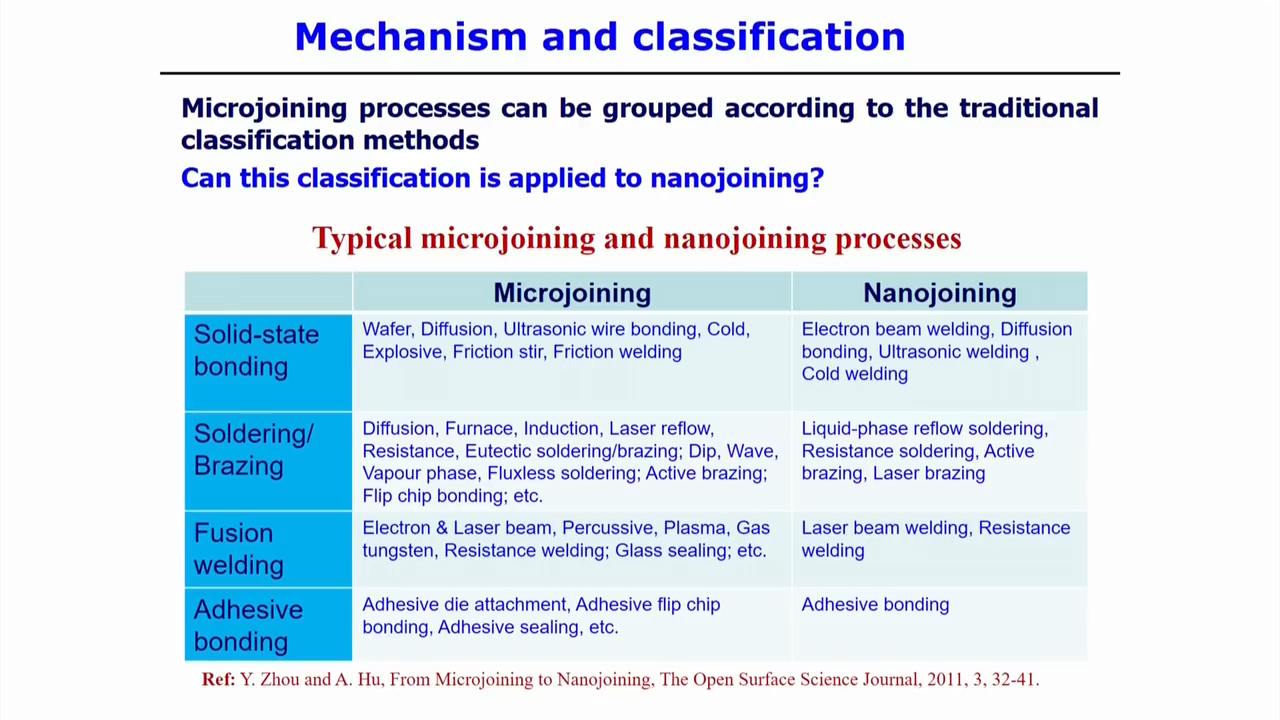 Mechanism and classification
Microjoining processes can be grouped according to the traditional
classification methods
Can this classification is applied to nanojoining?
Typical microjoining and nanojoining processes
Microjoining
Nanojoining
Solid-state
bonding
Wafer, Diffusion, Ultrasonic wire bonding, Cold,
Explosive, Friction stir, Friction welding
Electron beam welding, Diffusion
bonding, Ultrasonic welding ,
Cold welding
Soldering/
Brazing
Diffusion, Furnace, Induction, Laser reflow,
Resistance, Eutectic soldering/brazing; Dip, Wave,
Vapour phase, Fluxless soldering; Active brazing;
Flip chip bonding; etc.
Liquid-phase reflow soldering,
Resistance soldering, Active
brazing, Laser brazing
Fusion
welding
Electron & Laser beam, Percussive, Plasma, Gas
tungsten, Resistance welding; Glass sealing; etc.
Laser beam welding, Resistance
welding
Adhesive
bonding
Adhesive die attachment, Adhesive flip chip
bonding, Adhesive sealing, etc.
Adhesive bonding
Ref: Y. Zhou and A. Hu, From Microjoining to Nanojoining, The Open Surface Science Journal, 2011, 3, 32-41.